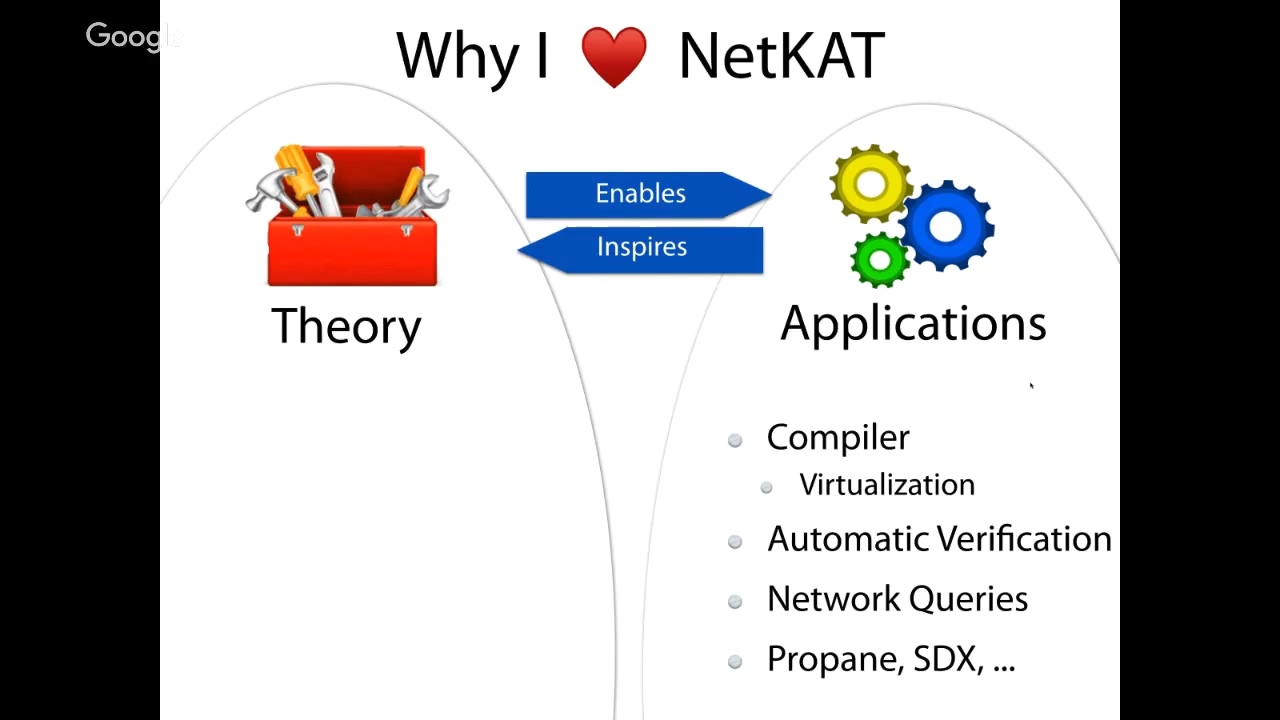 Google
Why I ❤ NetKAT
Enables
Inspires
Theory
Applications
Compiler
Virtualization
Automatic Verification
Network Queries
Propane, SDX, ...